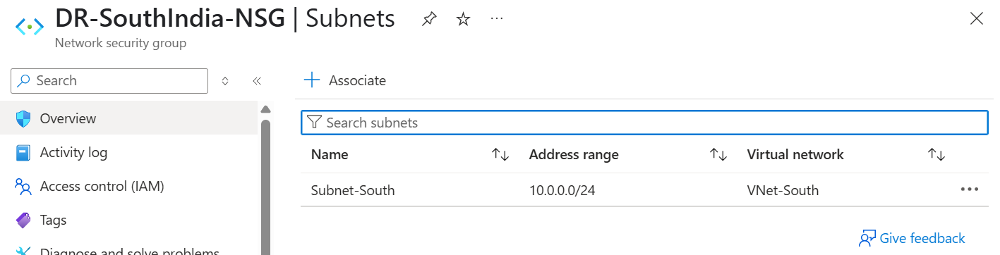 DR-SouthIndia-NSG | Subnets
Network security group
Search
Associate
Overview
Search subnets
Activity log
Name Address range Virtual network
Access control (IAM)
Subnet-South 10.0.0.0/24 VNet-South
Tags
Give feedback
Diagnose and solve problems